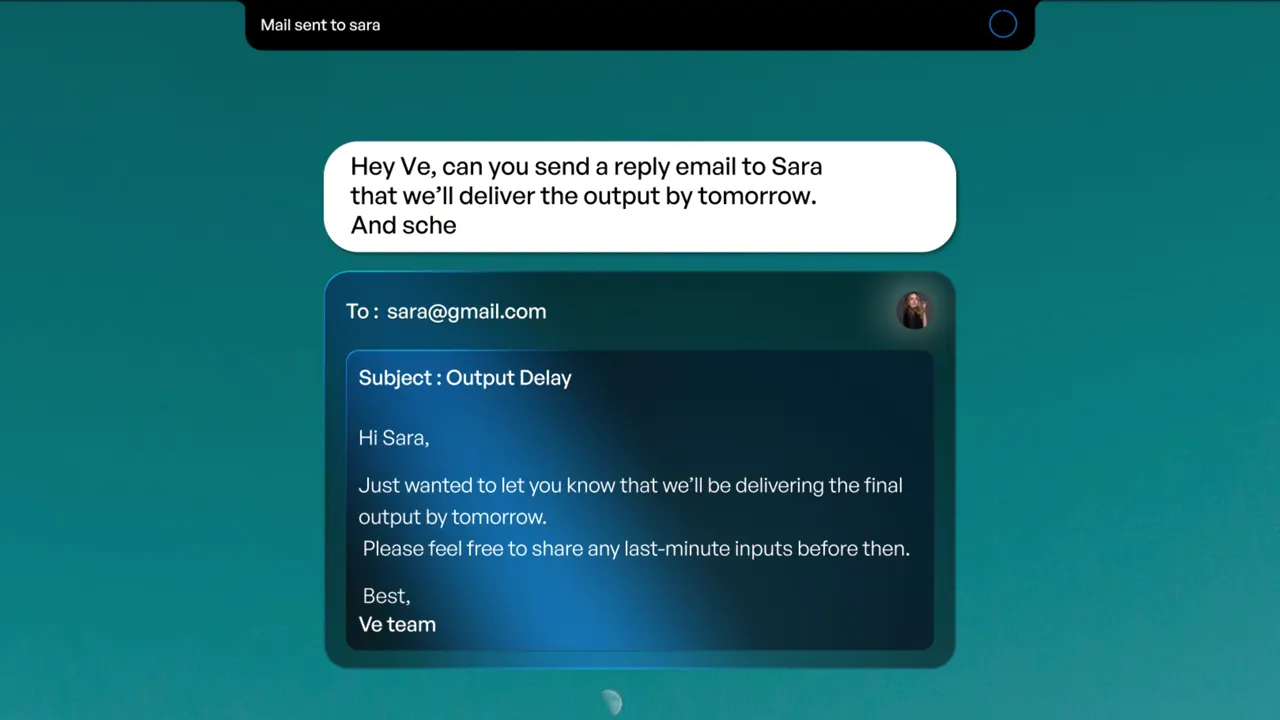 Mail sent to sara
Hey Ve, can you send a reply email to Sara
that we’ll deliver the output by tomorrow.
And sche
To : sara@gmail.com
Subject : Output Delay
Hi Sara,
Just wanted to let you know that we’ll be delivering the final
output by tomorrow.
Please feel free to share any last-minute inputs before then.
Best,
Ve team